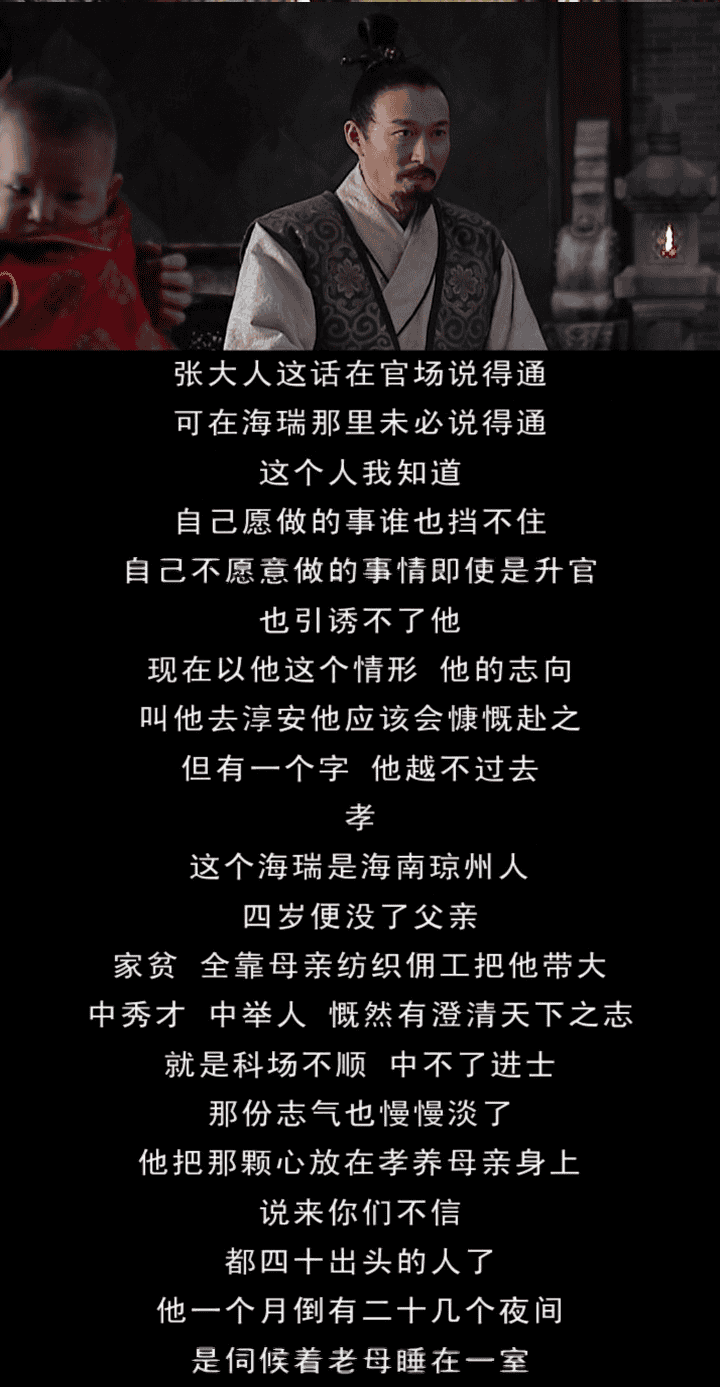 张大人这话在官场说得通
可在海瑞那里未必说得通
这个人我知道
自己愿做的事谁也挡不住
自己不愿意做的事情即使是升官
也引诱不了他
现在以他这个情形 他的志向
叫他去淳安他应该会慷慨赴之
但有一个字 他越不过去
孝
这个海瑞是海南琼州人
四岁便没了父亲
家贫 全靠母亲纺织佣工把他带大
中秀才 中举人 慨然有澄清天下之志
就是科场不顺 中不了进士
那份志气也慢慢淡了
他把那颗心放在孝养母亲身上
说来你们不信
都四十出头的人了
他一个月倒有二十几个夜间
是伺候着老母睡在一室